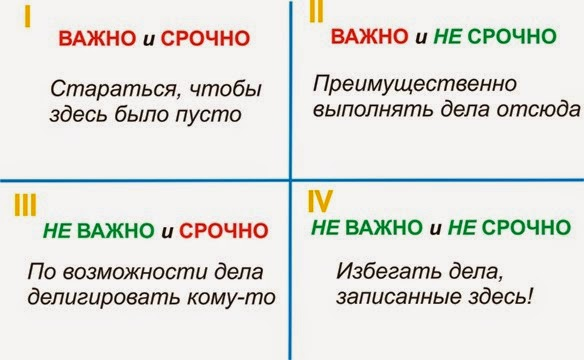 I
ВАЖНО и СРОЧНО
Стараться, чтобы
здесь было пусто
II
ВАЖНО и НЕ СРОЧНО
Преимущественно
выполнять дела отсюда
III
НЕ ВАЖНО и СРОЧНО
По возможности дела
делигировать кому-то
IV
НЕ ВАЖНО и НЕ СРОЧНО
Избегать дела,
записанные здесь!